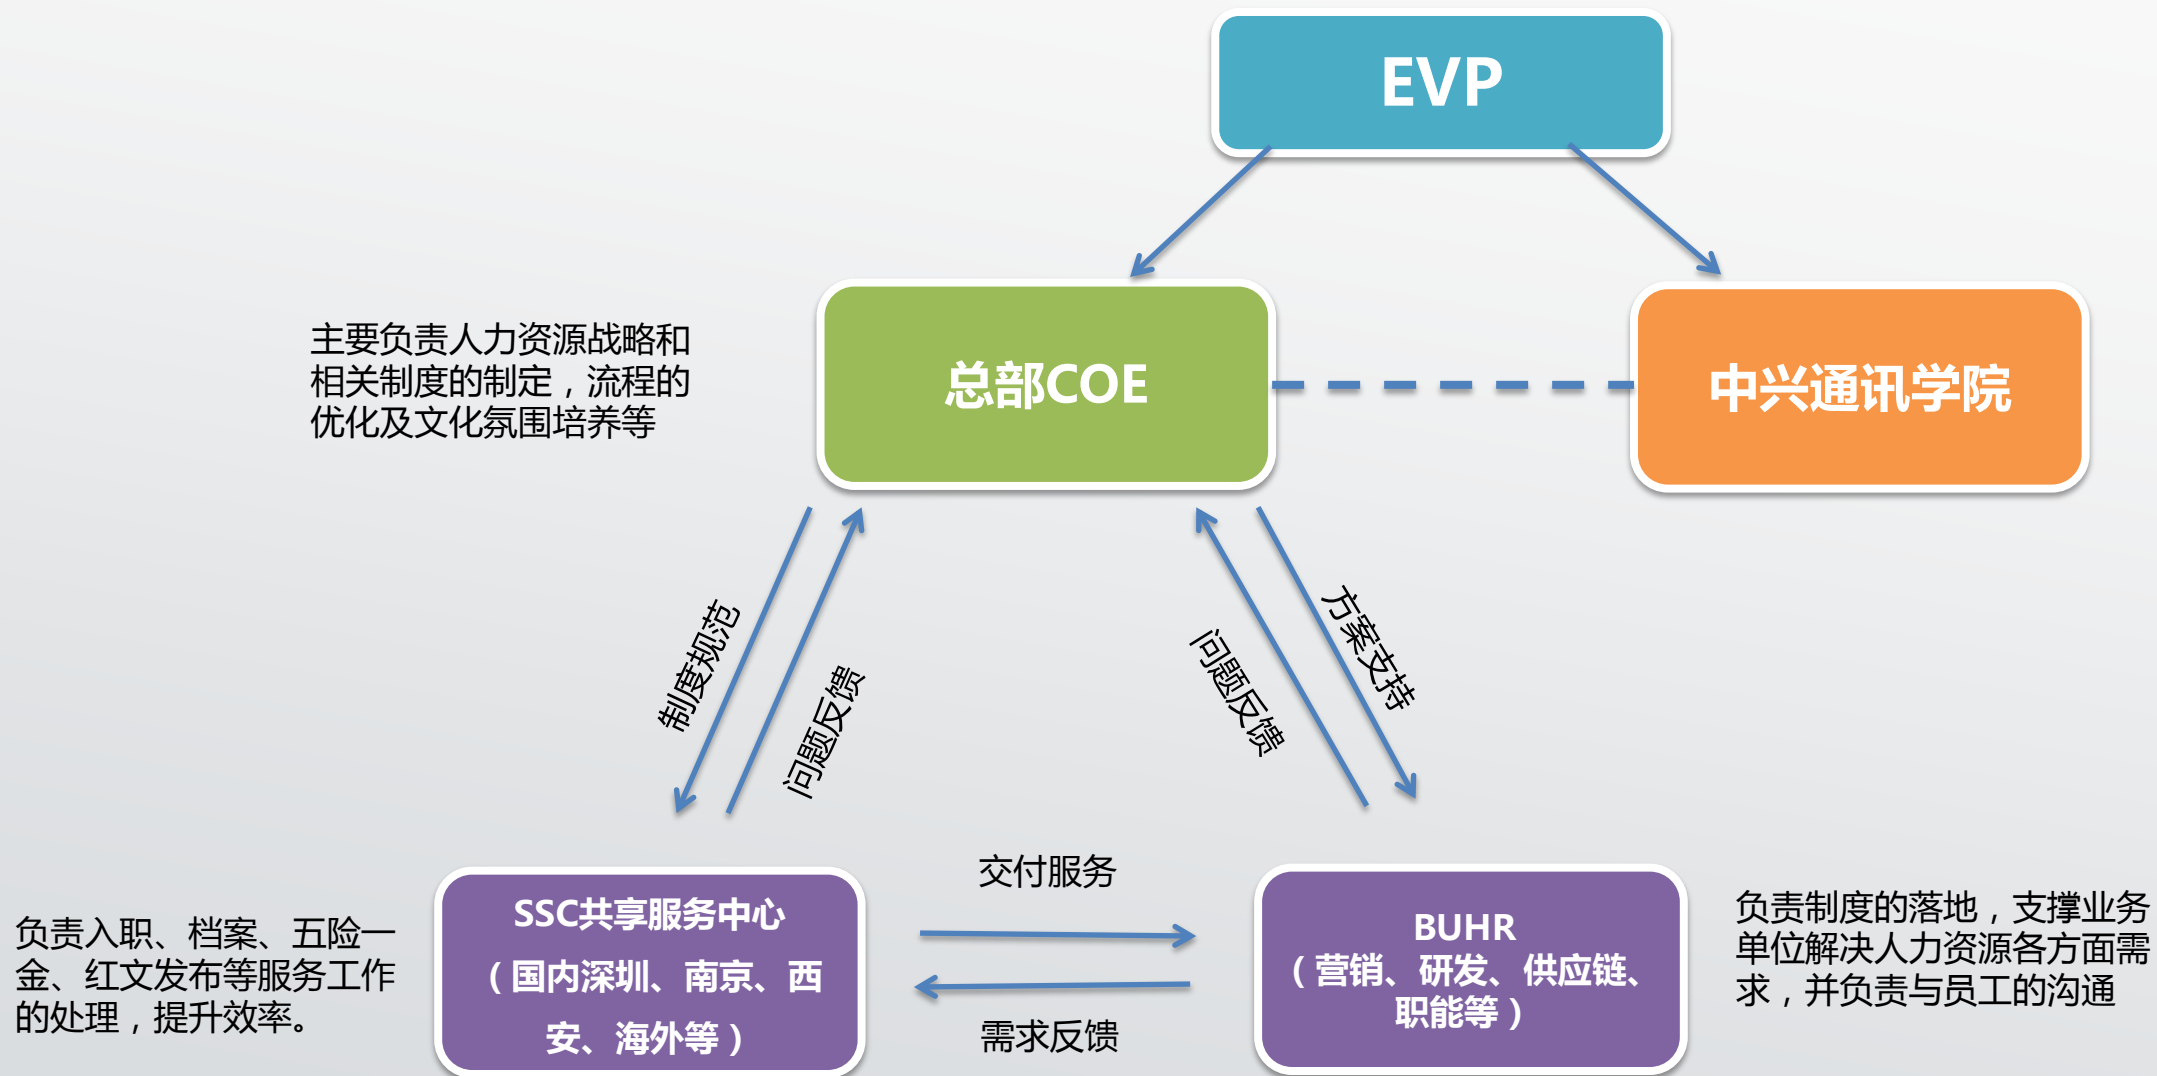 EVP
主要负责人力资源战略和
相关制度的制定，流程的
优化及文化氛围培养等
总部COE
中兴通讯学院
制度规范
问题反馈
问题反馈
方案支持
交付服务
需求反馈
负责入职、档案、五险一
金、红文发布等服务工作
的处理，提升效率。
SSC共享服务中心
（国内深圳、南京、西
安、海外等）
BUHR
（营销、研发、供应链、
职能等）
负责制度的落地，支撑业务
单位解决人力资源各方面需
求，并负责与员工的沟通